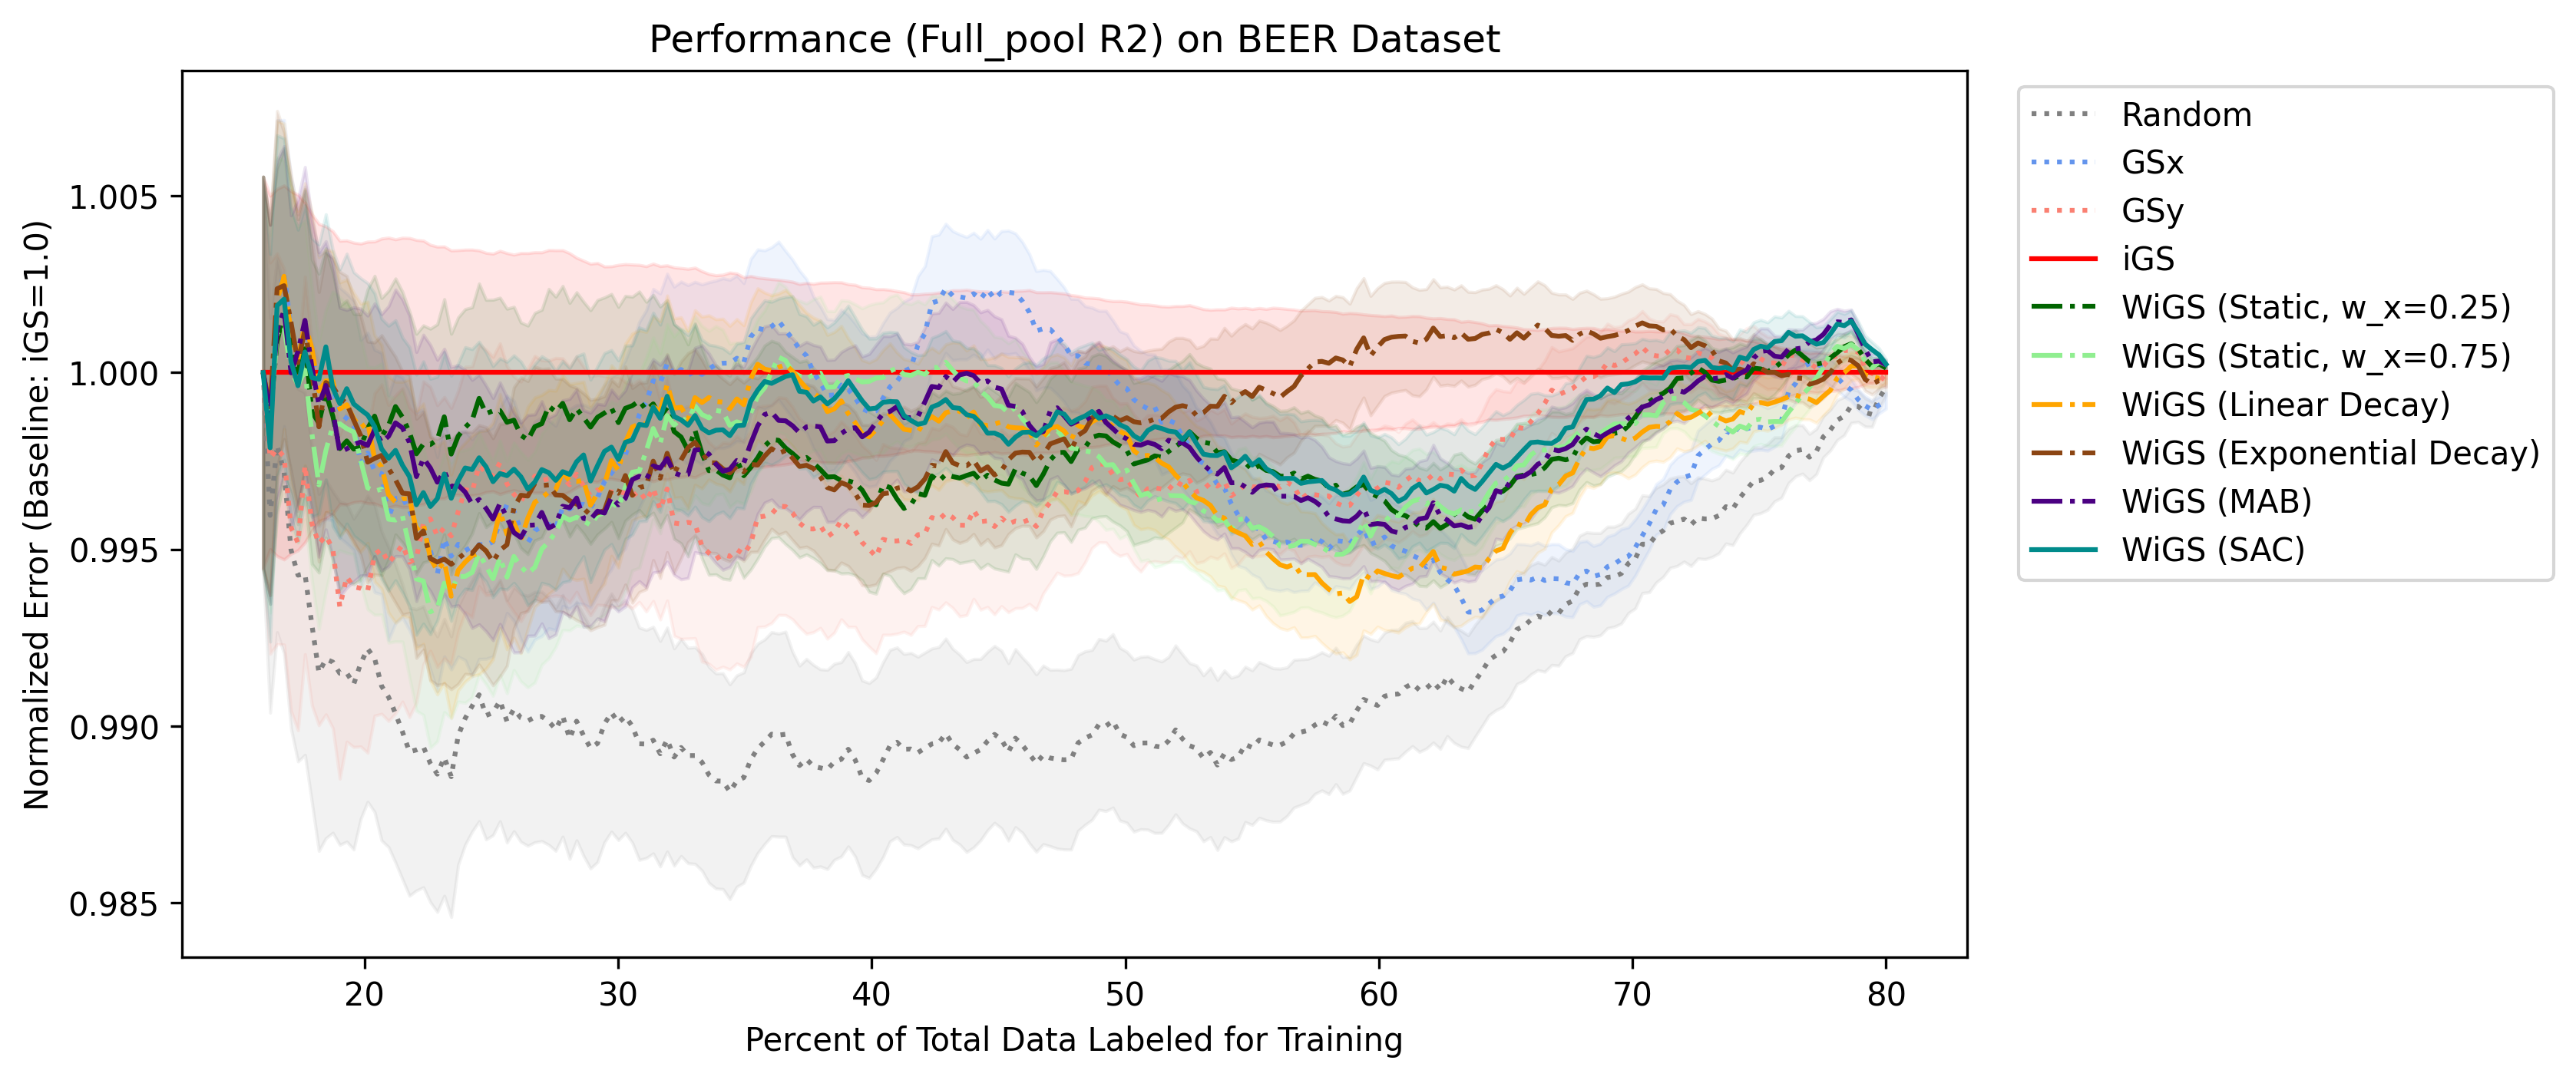 Performance (Full_pool R2) on BEER Dataset
Normalized Error (Baseline: iGS=1.0)
1.005
1.000
0.995
0.990
0.985
20
30
40
50
60
70
80
Percent of Total Data Labeled for Training
Random
GSx
GSy
iGS
WiGS (Static, w_x=0.25)
WiGS (Static, w_x=0.75)
WiGS (Linear Decay)
WiGS (Exponential Decay)
WiGS (MAB)
WiGS (SAC)